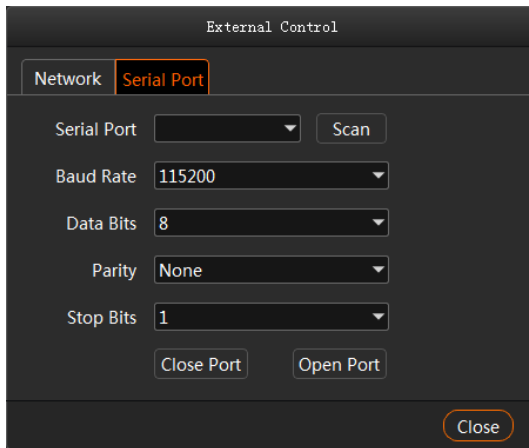 External Control
Network Serial Port
Serial Port Scan
Baud Rate 115200
Data Bits 8
Parity None
Stop Bits 1
Close Port Open Port
Close